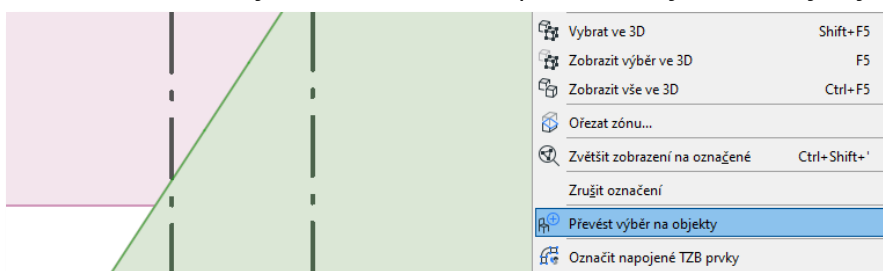 Vybrat ve 3D Shift+F5
Zobrazit výběr ve 3D F5
Zobrazit vše ve 3D Ctrl+F5
Ořezat zónu...
Zvětšit zobrazení na označené Ctrl+Shift+'
Zrušit označení
Převést výběr na objekty
Označit napojené TZB prvky